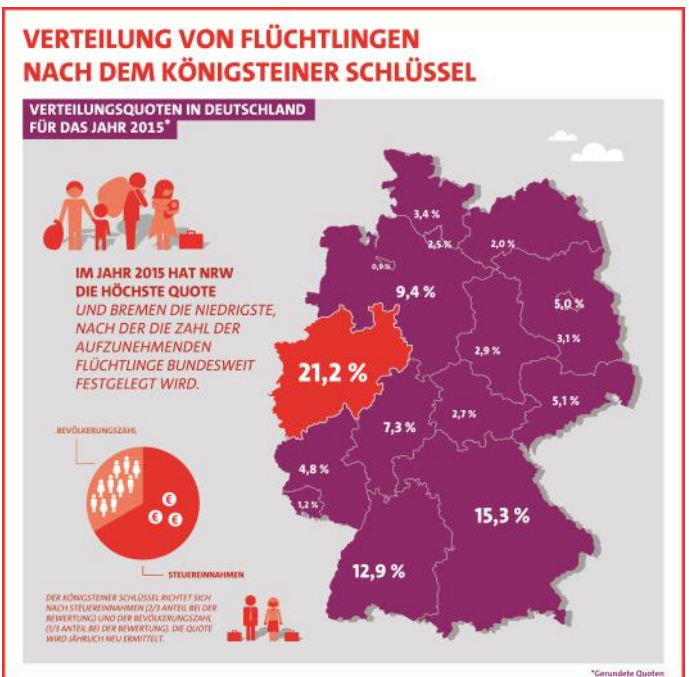 VERTEILUNG VON FLÜCHTLINGEN
NACH DEM KÖNIGSTEINER SCHLÜSSEL
VERTEILUNGSQUOTEN IN DEUTSCHLAND
FÜR DAS JAHR 2015*
IM JAHR 2015 HAT NRW
DIE HÖCHSTE QUOTE
UND BREMEN DIE NIEDRIGSTE,
NACH DER DIE ZAHL DER
AUFZUNEHMENDEN
FLÜCHTLINGE BUNDESWEIT
FESTGELEGT WIRD.
3,4 %
2,5 %
2,0 %
0,9 %
9,4 %
5,0 %
3,1 %
2,9 %
21,2 %
5,1 %
2,7 %
7,3 %
4,8 %
1,2 %
15,3 %
12,9 %
BEVÖLKERUNGSZAHL
€
€ €
STEUEREINNAHMEN
DER KÖNIGSTEINER SCHLÜSSEL RICHTET SICH
NACH STEUEREINNAHMEN (2/3 ANTEIL BEI DER
BEWERTUNG) UND DER BEVÖLKERUNGSZAHL
(1/3 ANTEIL BEI DER BEWERTUNG). DIE QUOTE
WIRD JÄHRLICH NEU ERMITTELT.
*Gerundete Quoten